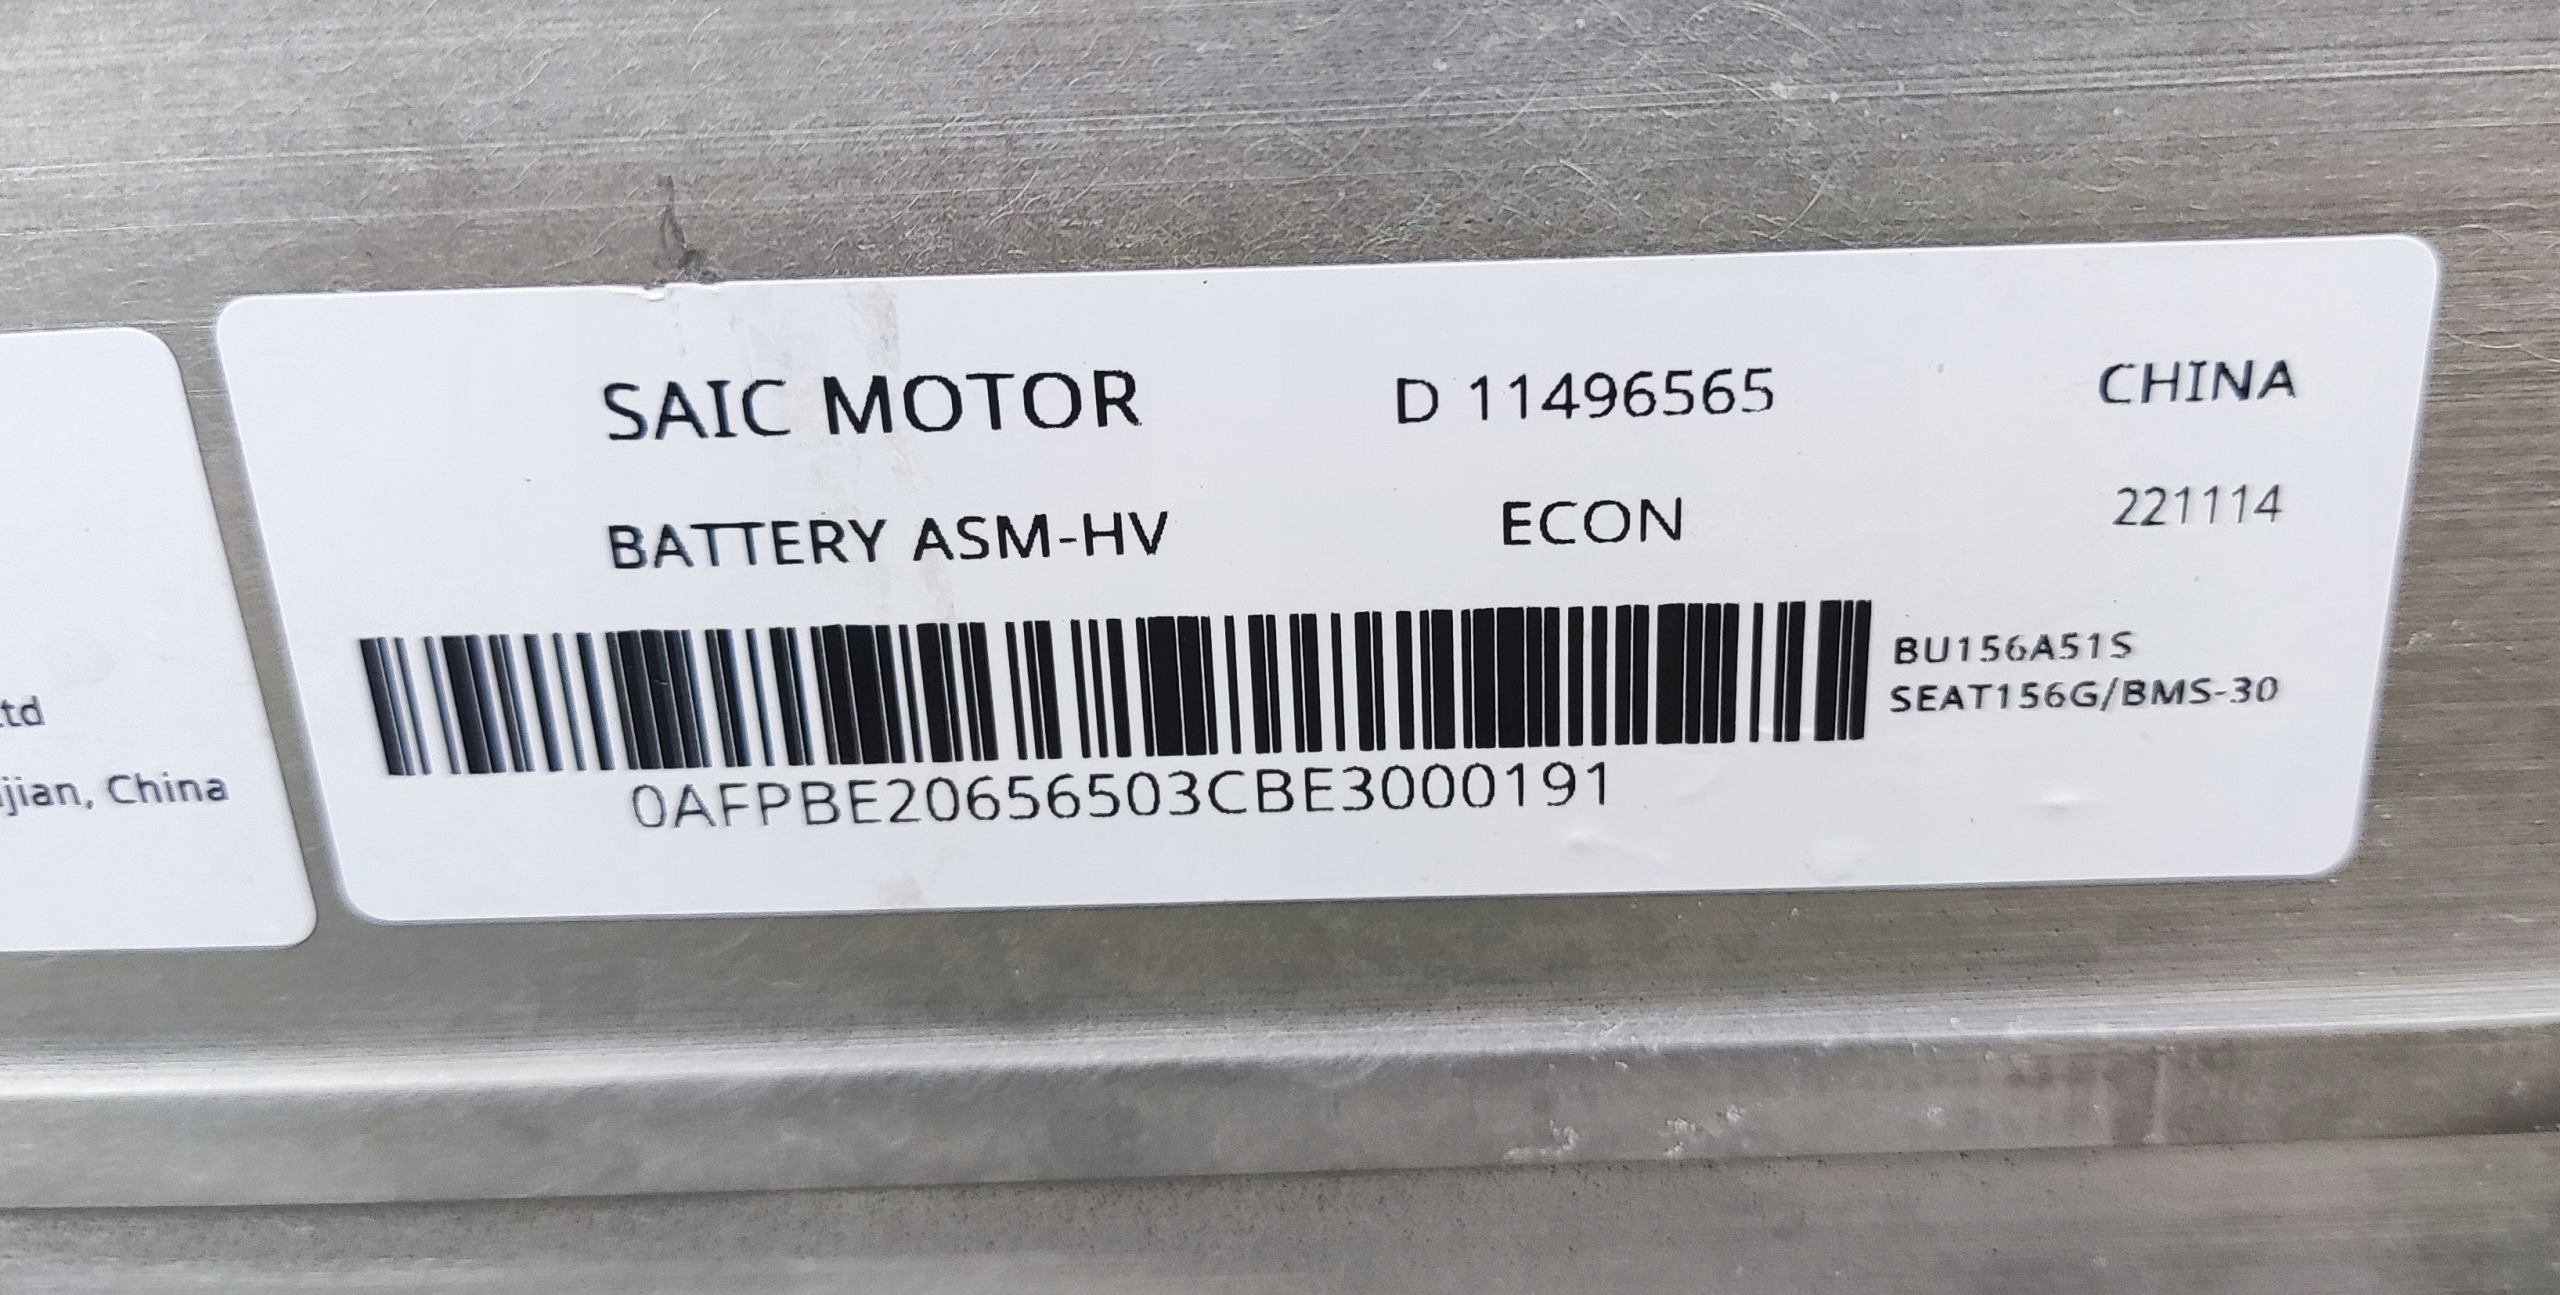 SAIC MOTOR D 11496565 CHINA
BATTERY ASM-HV ECON 221114
BU156A51S
SEAT156G/BMS-30
0AFPBE20656503CBE3000191
td
jian, China